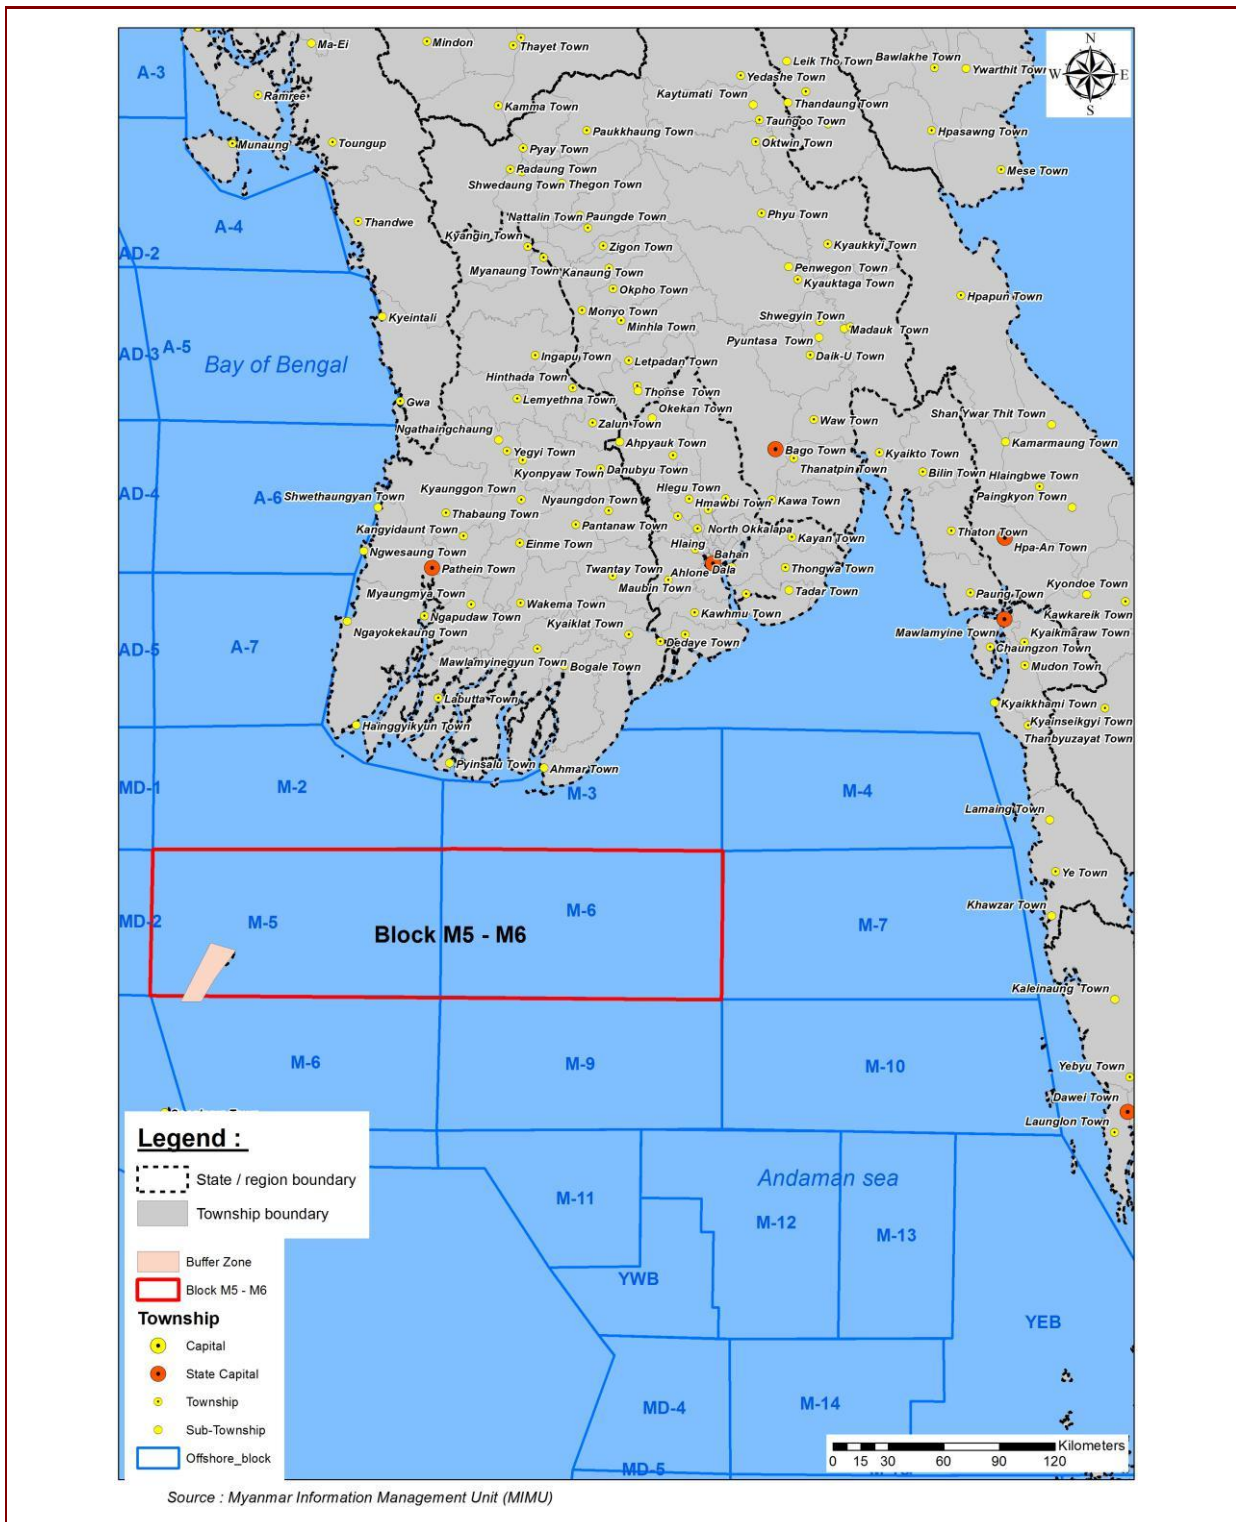 N
W E
S
Ma-Ei
Mindon
Thayet Town
Leik Tho Town
Bawlakhe Town
Ywarthit Town
A-3
Yedashe Town
Ramree
Kaytumati Town
Thandaung Town
Kamma Town
Taungoo Town
Paukkhaung Town
Hpasawng Town
Munaung
Toungup
Pyay Town
Oktwin Town
Padaung Town
Mese Town
Shwedaung Town
Thegon Town
A-4
Thandwe
Nattalin Town
Paungde Town
Phyu Town
Kyangin Town
Zigon Town
Kyaukkyi Town
AD-2
Myanaung Town
Kanaung Town
Penwegon Town
Kyauktaga Town
Okpho Town
Hpapun Town
Kyeintali
Monyo Town
Minhla Town
Shwegyin Town
Madauk Town
Pyuntasa Town
AD-3
A-5
Bay of Bengal
Ingapu Town
Letpadan Town
Daik-U Town
Hinthada Town
Thonse Town
Gwa
Lemyethna Town
Okekan Town
Shan Ywar Thit Town
Ngathaingchaung
Zalun Town
Waw Town
Ahpyauk Town
Kamarmaung Town
Yegyi Town
Bago Town
Kyaikto Town
Kyonpyaw Town
Danubyu Town
Thanatpin Town
Bilin Town
Hlaingbwe Town
AD-4
A-6
Shwethaungyan Town
Kyaunggon Town
Nyaungdon Town
Hlegu Town
Hmawbi Town
Kawa Town
Paingkyon Town
Thabaung Town
Kangyidaunt Town
Pantanaw Town
North Okkalapa
Kayan Town
Thaton Town
Einme Town
Hlaing
Hpa-An Town
Ngwesaung Town
Bahan
Pathein Town
Twantay Town
Ahlone
Dala
Thongwa Town
Myaungmya Town
Maubin Town
Tadar Town
Kyondoe Town
Paung Town
Wakema Town
Ngapudaw Town
Kawhmu Town
Kawkareik Town
Ngayokekaung Town
Kyaiklat Town
Mawlamyine Town
Kyaikmaraw Town
AD-5
A-7
Dedaye Town
Chaungzon Town
Mawlamyinegyun Town
Bogale Town
Mudon Town
Labutta Town
Kyaikkhami Town
Hainggyikyun Town
Kyainseikgyi Town
Thanbyuzayat Town
Pyinsalu Town
Ahmar Town
MD-1
M-2
M-3
M-4
Lamaing Town
Ye Town
Khawzar Town
MD-2
M-5
M-6
M-7
Block M5 - M6
Kaleinaung Town
M-6
M-9
M-10
Yebyu Town
Dawei Town
Launglon Town
Andaman sea
M-11
M-12
M-13
YWB
YEB
MD-4
M-14
MD-5
Legend :
State / region boundary
Township boundary
Buffer Zone
Block M5 - M6
Township
Capital
State Capital
Township
Sub-Township
Offshore_block
Kilometers
0 15 30 60 90 120
Source : Myanmar Information Management Unit (MIMU)